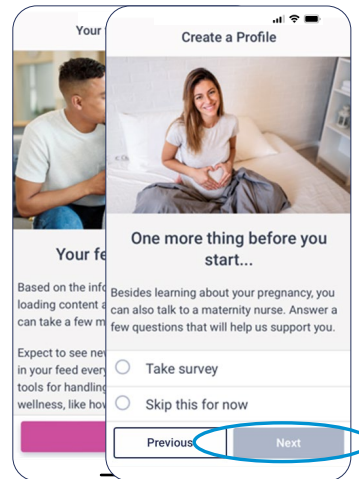 Your
Create a Profile
Your fe
Based on the info
loading content a
can take a few m
Expect to see new
in your feed every
tools for handling
wellness, like how
One more thing before you
start...
Besides learning about your pregnancy, you
can also talk to a maternity nurse. Answer a
few questions that will help us support you.
Take survey
Skip this for now
Previous
Next